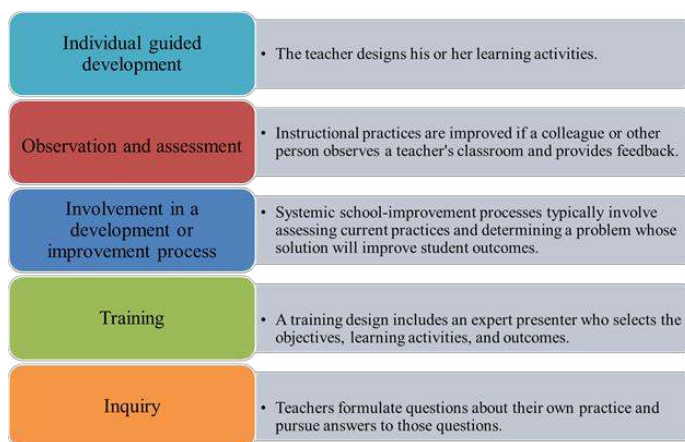 Individual guided
development
• The teacher designs his or her learning activities.
Observation and assessment
• Instructional practices are improved if a colleague or other
person observes a teacher's classroom and provides feedback.
Involvement in a
development or
improvement process
• Systemic school-improvement processes typically involve
assessing current practices and determining a problem whose
solution will improve student outcomes.
Training
• A training design includes an expert presenter who selects the
objectives, learning activities, and outcomes.
Inquiry
• Teachers formulate questions about their own practice and
pursue answers to those questions.